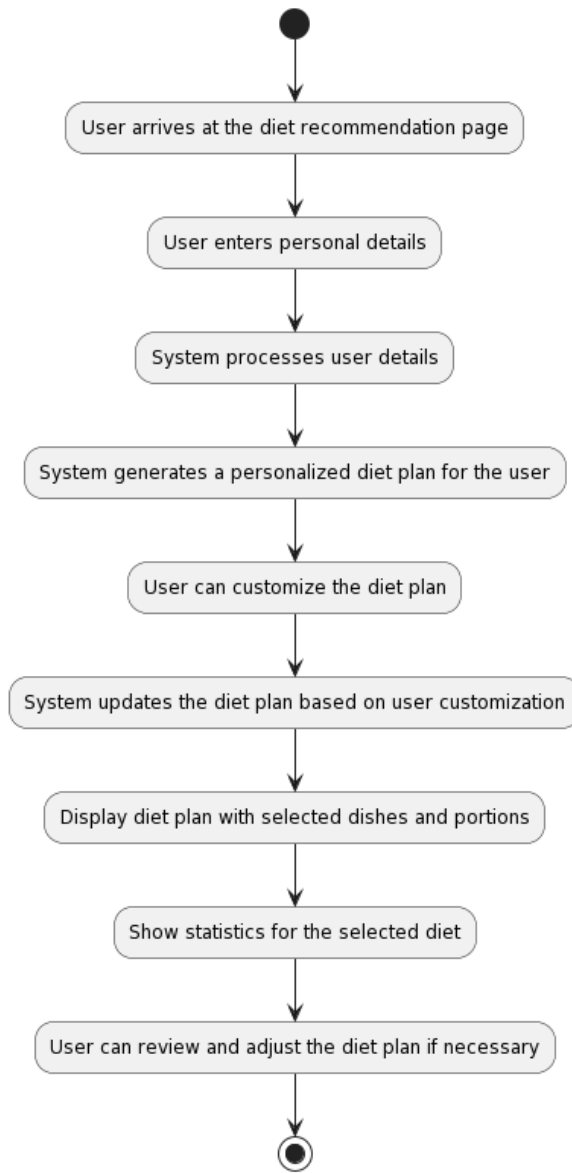 User arrives at the diet recommendation page
User enters personal details
System processes user details
System generates a personalized diet plan for the user
User can customize the diet plan
System updates the diet plan based on user customization
Display diet plan with selected dishes and portions
Show statistics for the selected diet
User can review and adjust the diet plan if necessary